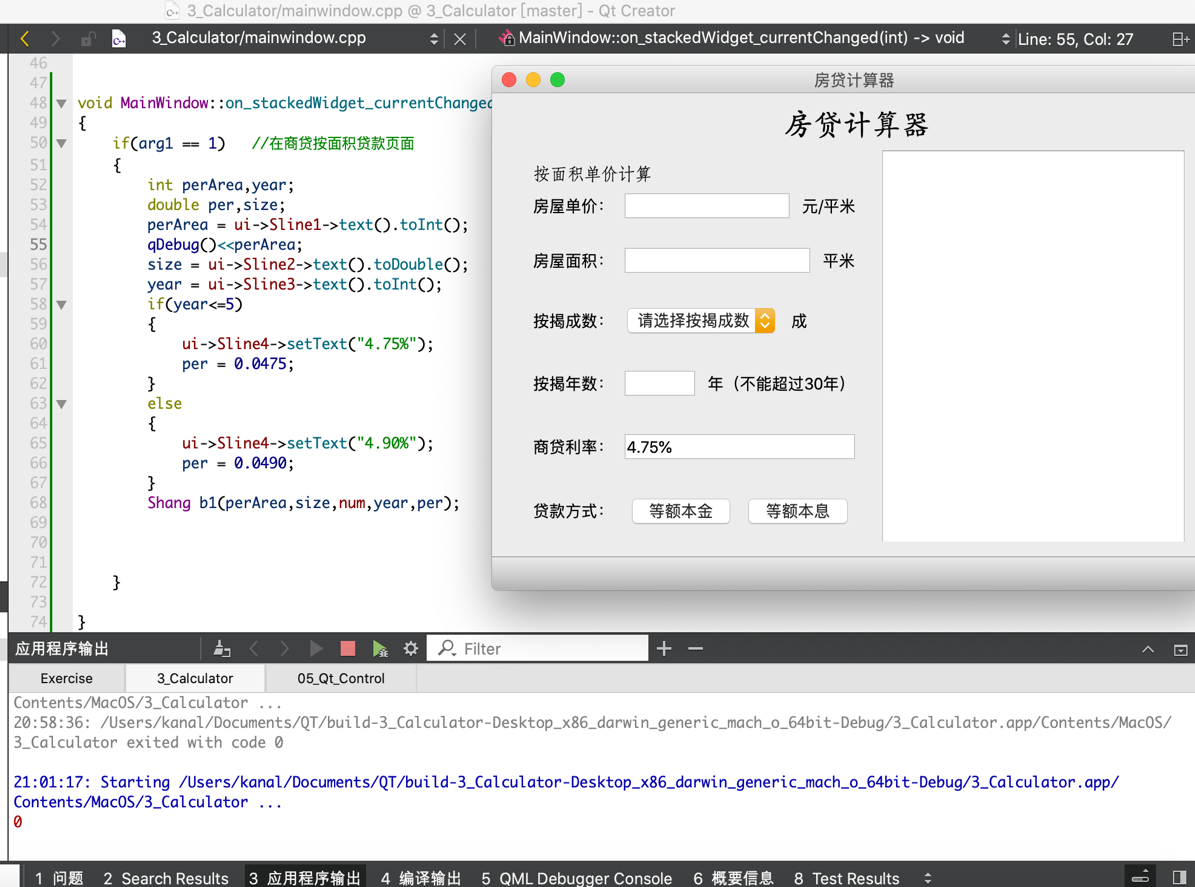 3_Calculator/mainwindow.cpp @ 3_Calculator [master] - Qt Creator
3_Calculator/mainwindow.cpp
MainWindow::on_stackedWidget_currentChanged(int) -> void
Line: 55, Col: 27
46
47
48 void MainWindow::on_stackedWidget_currentChanged
49 {
50 if(arg1 == 1) //在商贷按面积贷款页面
51 {
52 int perArea,year;
53 double per,size;
54 perArea = ui->Sline1->text().toInt();
55 qDebug()<<perArea;
56 size = ui->Sline2->text().toDouble();
57 year = ui->Sline3->text().toInt();
58 if(year<=5)
59 {
60 ui->Sline4->setText("4.75%");
61 per = 0.0475;
62 }
63 else
64 {
65 ui->Sline4->setText("4.90%");
66 per = 0.0490;
67 }
68 Shang b1(perArea,size,num,year,per);
69
70
71
72 }
73
74 }
房贷计算器
房贷计算器
按面积单价计算
房屋单价： 元/平米
房屋面积： 平米
按揭成数： 请选择按揭成数 成
按揭年数： 年（不能超过30年）
商贷利率： 4.75%
贷款方式： 等额本金 等额本息
应用程序输出
Filter
Exercise 3_Calculator 05_Qt_Control
Contents/MacOS/3_Calculator ...
20:58:36: /Users/kanal/Documents/QT/build-3_Calculator-Desktop_x86_darwin_generic_mach_o_64bit-Debug/3_Calculator.app/Contents/MacOS/
3_Calculator exited with code 0
21:01:17: Starting /Users/kanal/Documents/QT/build-3_Calculator-Desktop_x86_darwin_generic_mach_o_64bit-Debug/3_Calculator.app/
Contents/MacOS/3_Calculator ...
0
1 问题 2 Search Results 3 应用程序输出 4 编译输出 5 QML Debugger Console 6 概要信息 8 Test Results